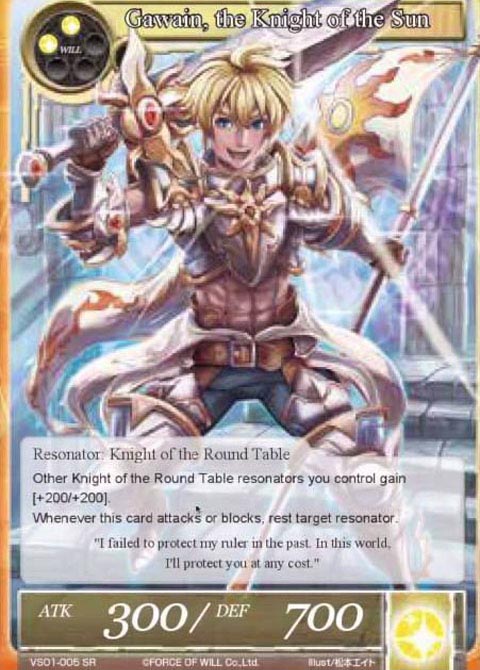 Gawain, the Knight of the Sun
WILL
Resonator: Knight of the Round Table
Other Knight of the Round Table resonators you control gain
[+200/+200].
Whenever this card attacks or blocks, rest target resonator.
"I failed to protect my ruler in the past. In this world,
I'll protect you at any cost."
ATK 300 / DEF 700
VS01-005 SR ©FORCE OF WILL Co.,Ltd. Illust/松本エイト